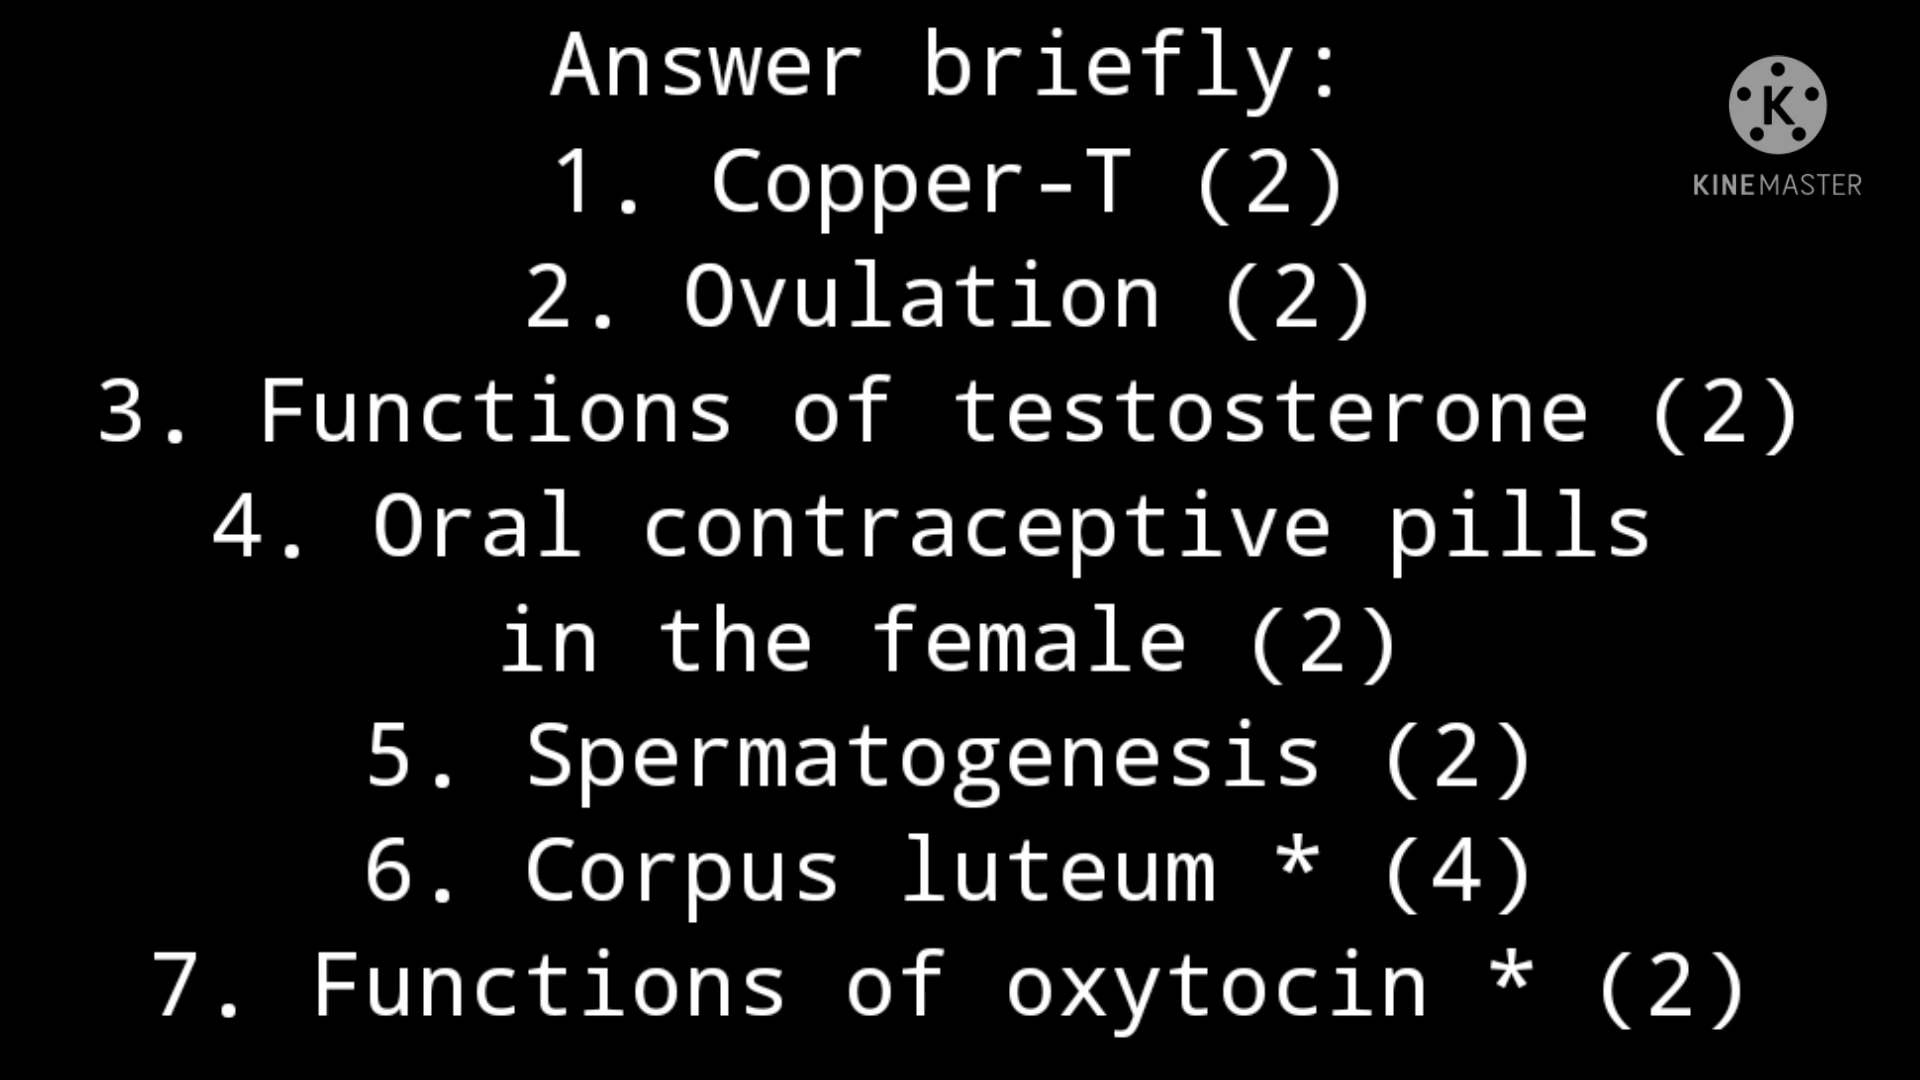 Answer briefly:
1. Copper-T (2)
2. Ovulation (2)
3. Functions of testosterone (2)
4. Oral contraceptive pills
in the female (2)
5. Spermatogenesis (2)
6. Corpus luteum * (4)
7. Functions of oxytocin * (2)
K
KINEMASTER